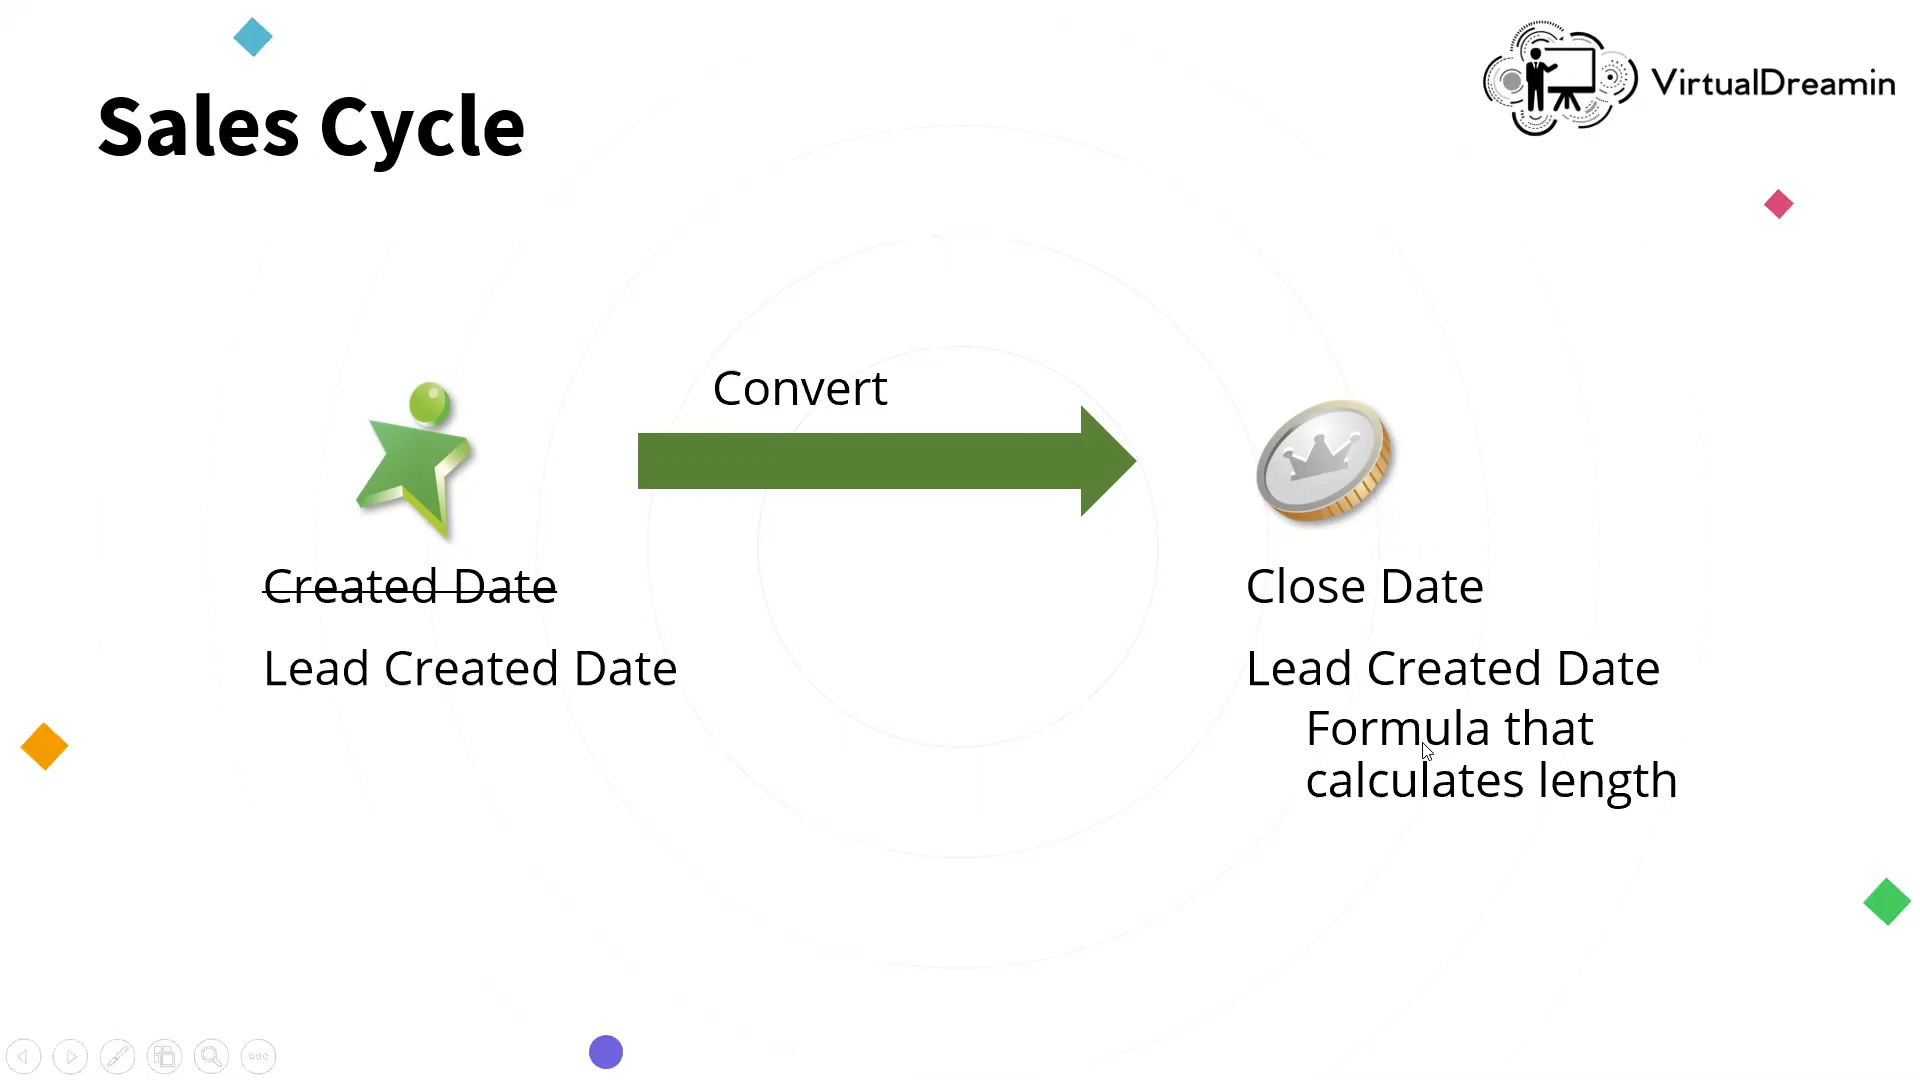 VirtualDreamin
Sales Cycle
Convert
Created Date
Close Date
Lead Created Date
Lead Created Date
Formula that
calculates length